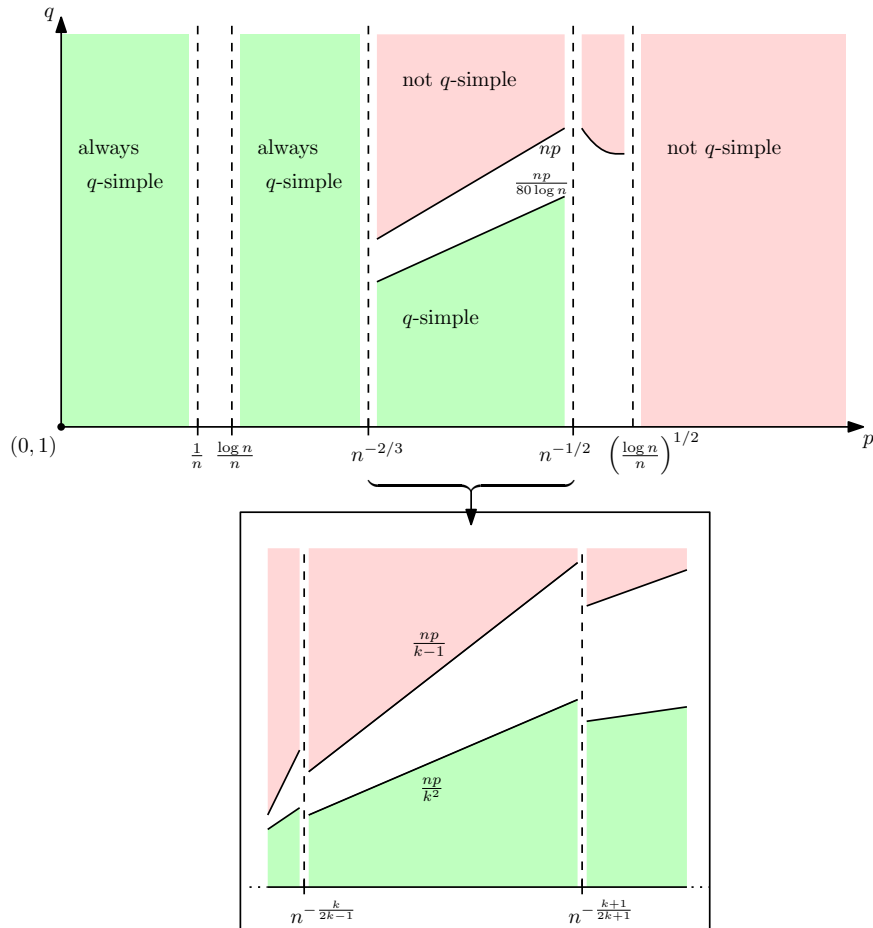 q
not q-simple
always
q-simple
always
q-simple
not q-simple
np
np/(80 log n)
q-simple
(0, 1)
1/n
log n/n
n^{-2/3}
n^{-1/2}
(log n/n)^{1/2}
p
np/(k−1)
np/k^2
n^{-k/(2k−1)}
n^{-(k+1)/(2k+1)}